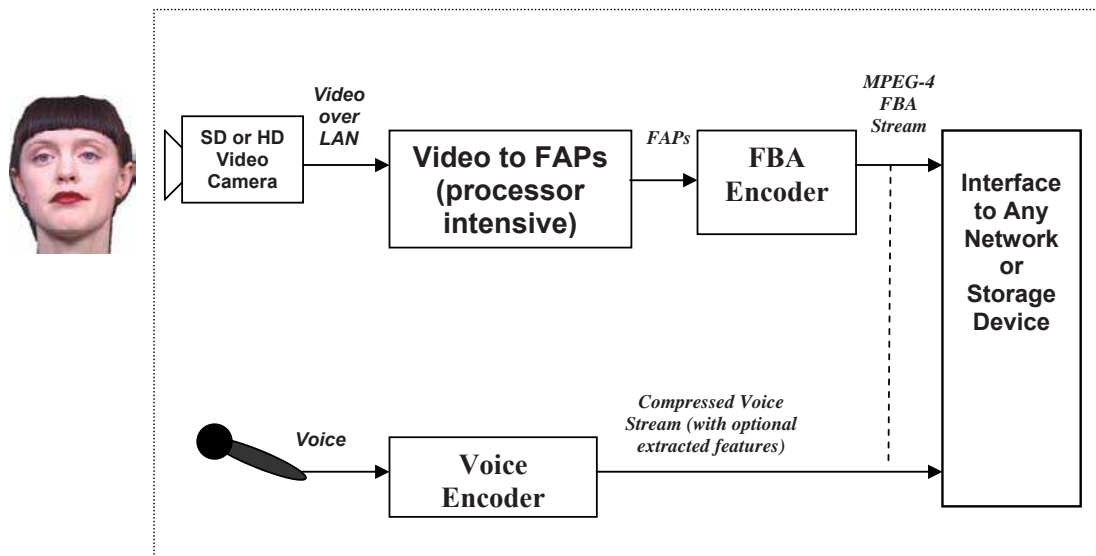 SD or HD
Video
Camera
Video
over
LAN
Video to FAPs
(processor
intensive)
FAPs
FBA
Encoder
MPEG-4
FBA
Stream
Interface
to Any
Network
or
Storage
Device
Voice
Voice
Encoder
Compressed Voice
Stream (with optional
extracted features)